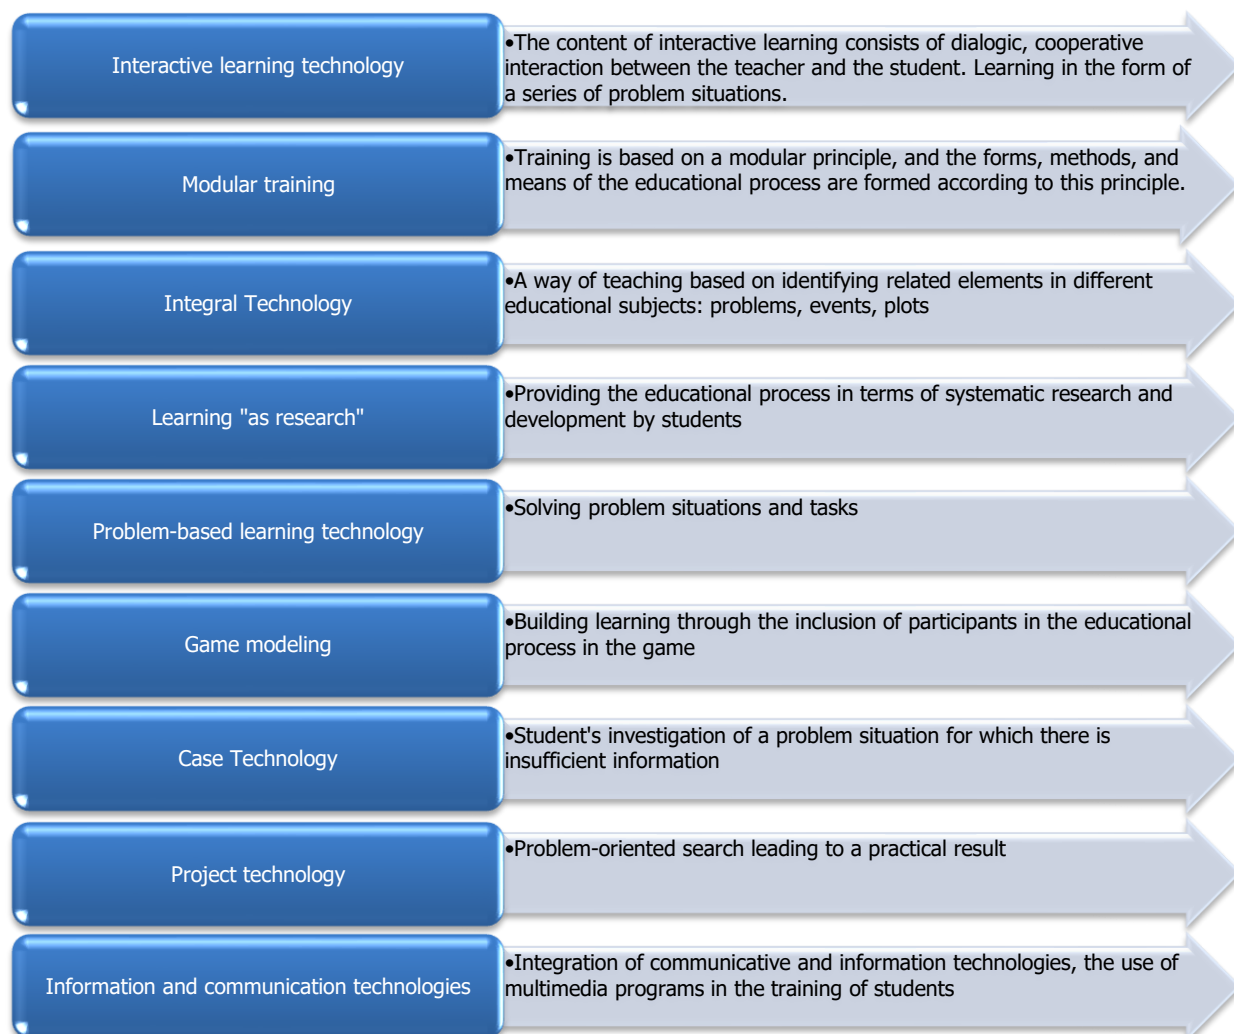 Interactive learning technology
•The content of interactive learning consists of dialogic, cooperative
interaction between the teacher and the student. Learning in the form of
a series of problem situations.
Modular training
•Training is based on a modular principle, and the forms, methods, and
means of the educational process are formed according to this principle.
Integral Technology
•A way of teaching based on identifying related elements in different
educational subjects: problems, events, plots
Learning "as research"
•Providing the educational process in terms of systematic research and
development by students
Problem-based learning technology
•Solving problem situations and tasks
Game modeling
•Building learning through the inclusion of participants in the educational
process in the game
Case Technology
•Student's investigation of a problem situation for which there is
insufficient information
Project technology
•Problem-oriented search leading to a practical result
Information and communication technologies
•Integration of communicative and information technologies, the use of
multimedia programs in the training of students